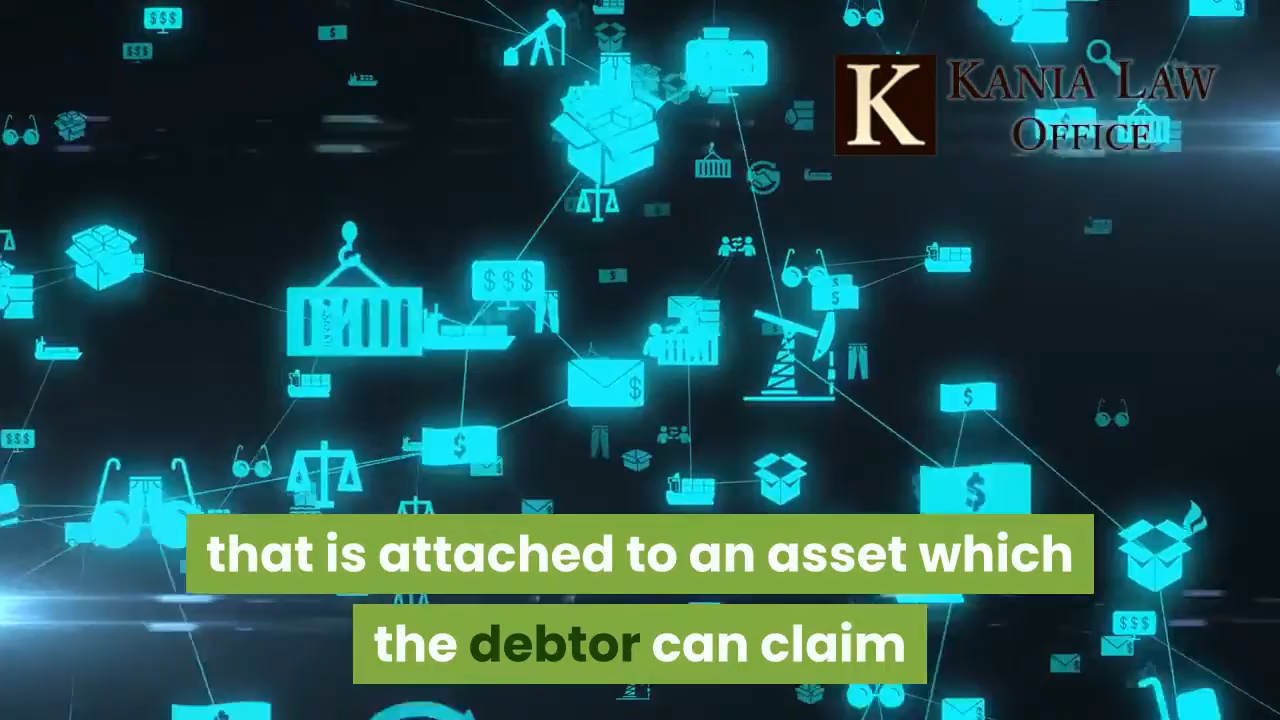 K KANIA LAW
OFFICE
that is attached to an asset which
the debtor can claim